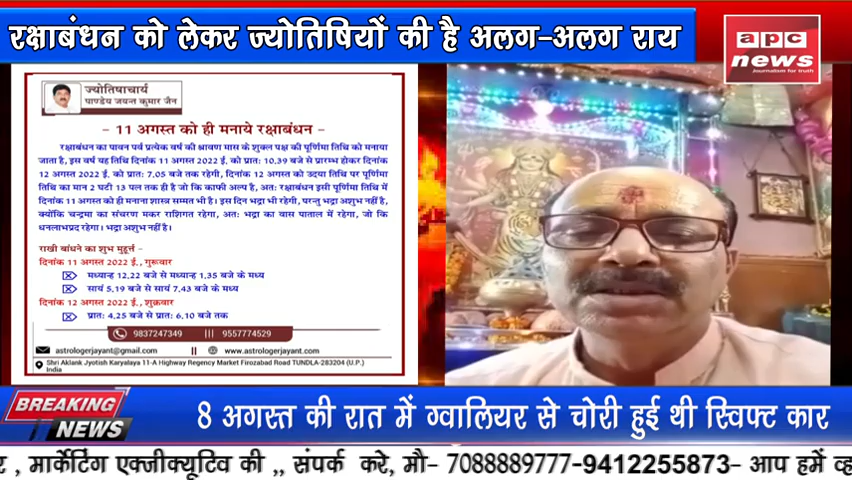 रक्षाबंधन को लेकर ज्योतिषियों की है अलग-अलग राय
apc
news
Journalism for truth
ज्योतिषाचार्य
पाण्डेय जयन्त कुमार जैन
- 11 अगस्त को ही मनाये रक्षाबंधन -
रक्षाबंधन का पावन पर्व प्रत्येक वर्ष की श्रावण मास के शुक्ल पक्ष की पूर्णिमा तिथि को मनाया
जाता है, इस वर्ष यह तिथि दिनांक 11 अगस्त 2022 ई. को प्रात: 10,39 बजे से प्रारम्भ होकर दिनांक
12 अगस्त 2022 ई. को प्रात: 7,05 बजे तक रहेगी, दिनांक 12 अगस्त को उदया तिथि पर पूर्णिमा
तिथि का मान 2 घटी 13 पल तक ही है जो कि काफी अल्प है, अत: रक्षाबंधन इसी पूर्णिमा तिथि में
दिनांक 11 अगस्त को ही मनाना शास्त्र सम्मत भी है। इस दिन भद्रा भी रहेगी, परन्तु भद्रा अशुभ नहीं है,
क्योंकि चन्द्रमा का संचरण मकर राशिगत रहेगा, अत: भद्रा का वास पाताल में रहेगा, जो कि
धनलाभप्रद रहेगा। भद्रा अशुभ नहीं है।
राखी बांधने का शुभ मुहूर्त्त -
दिनांक 11 अगस्त 2022 ई., गुरूवार
मध्यान्ह 12,22 बजे से मध्यान्ह 1,35 बजे के मध्य
सायं 5,19 बजे से सायं 7,43 बजे के मध्य
दिनांक 12 अगस्त 2022 ई., शुक्रवार
प्रात: 4,25 बजे से प्रात: 6,10 बजे तक
9837247349 ||| 9557774529
astrologerjayant@gmail.com || www.astrologerjayant.com
Shri Aklank Jyotish Karyalaya 11-A Highway Regency Market Firozabad Road TUNDLA-283204 (U.P.)
India
BREAKING
NEWS
8 अगस्त की रात में ग्वालियर से चोरी हुई थी स्विफ्ट कार
र , मार्केटिंग एक्जीक्यूटिव की ,, संपर्क करे, मौ- 7088889777-9412255873- आप हमें व्हा